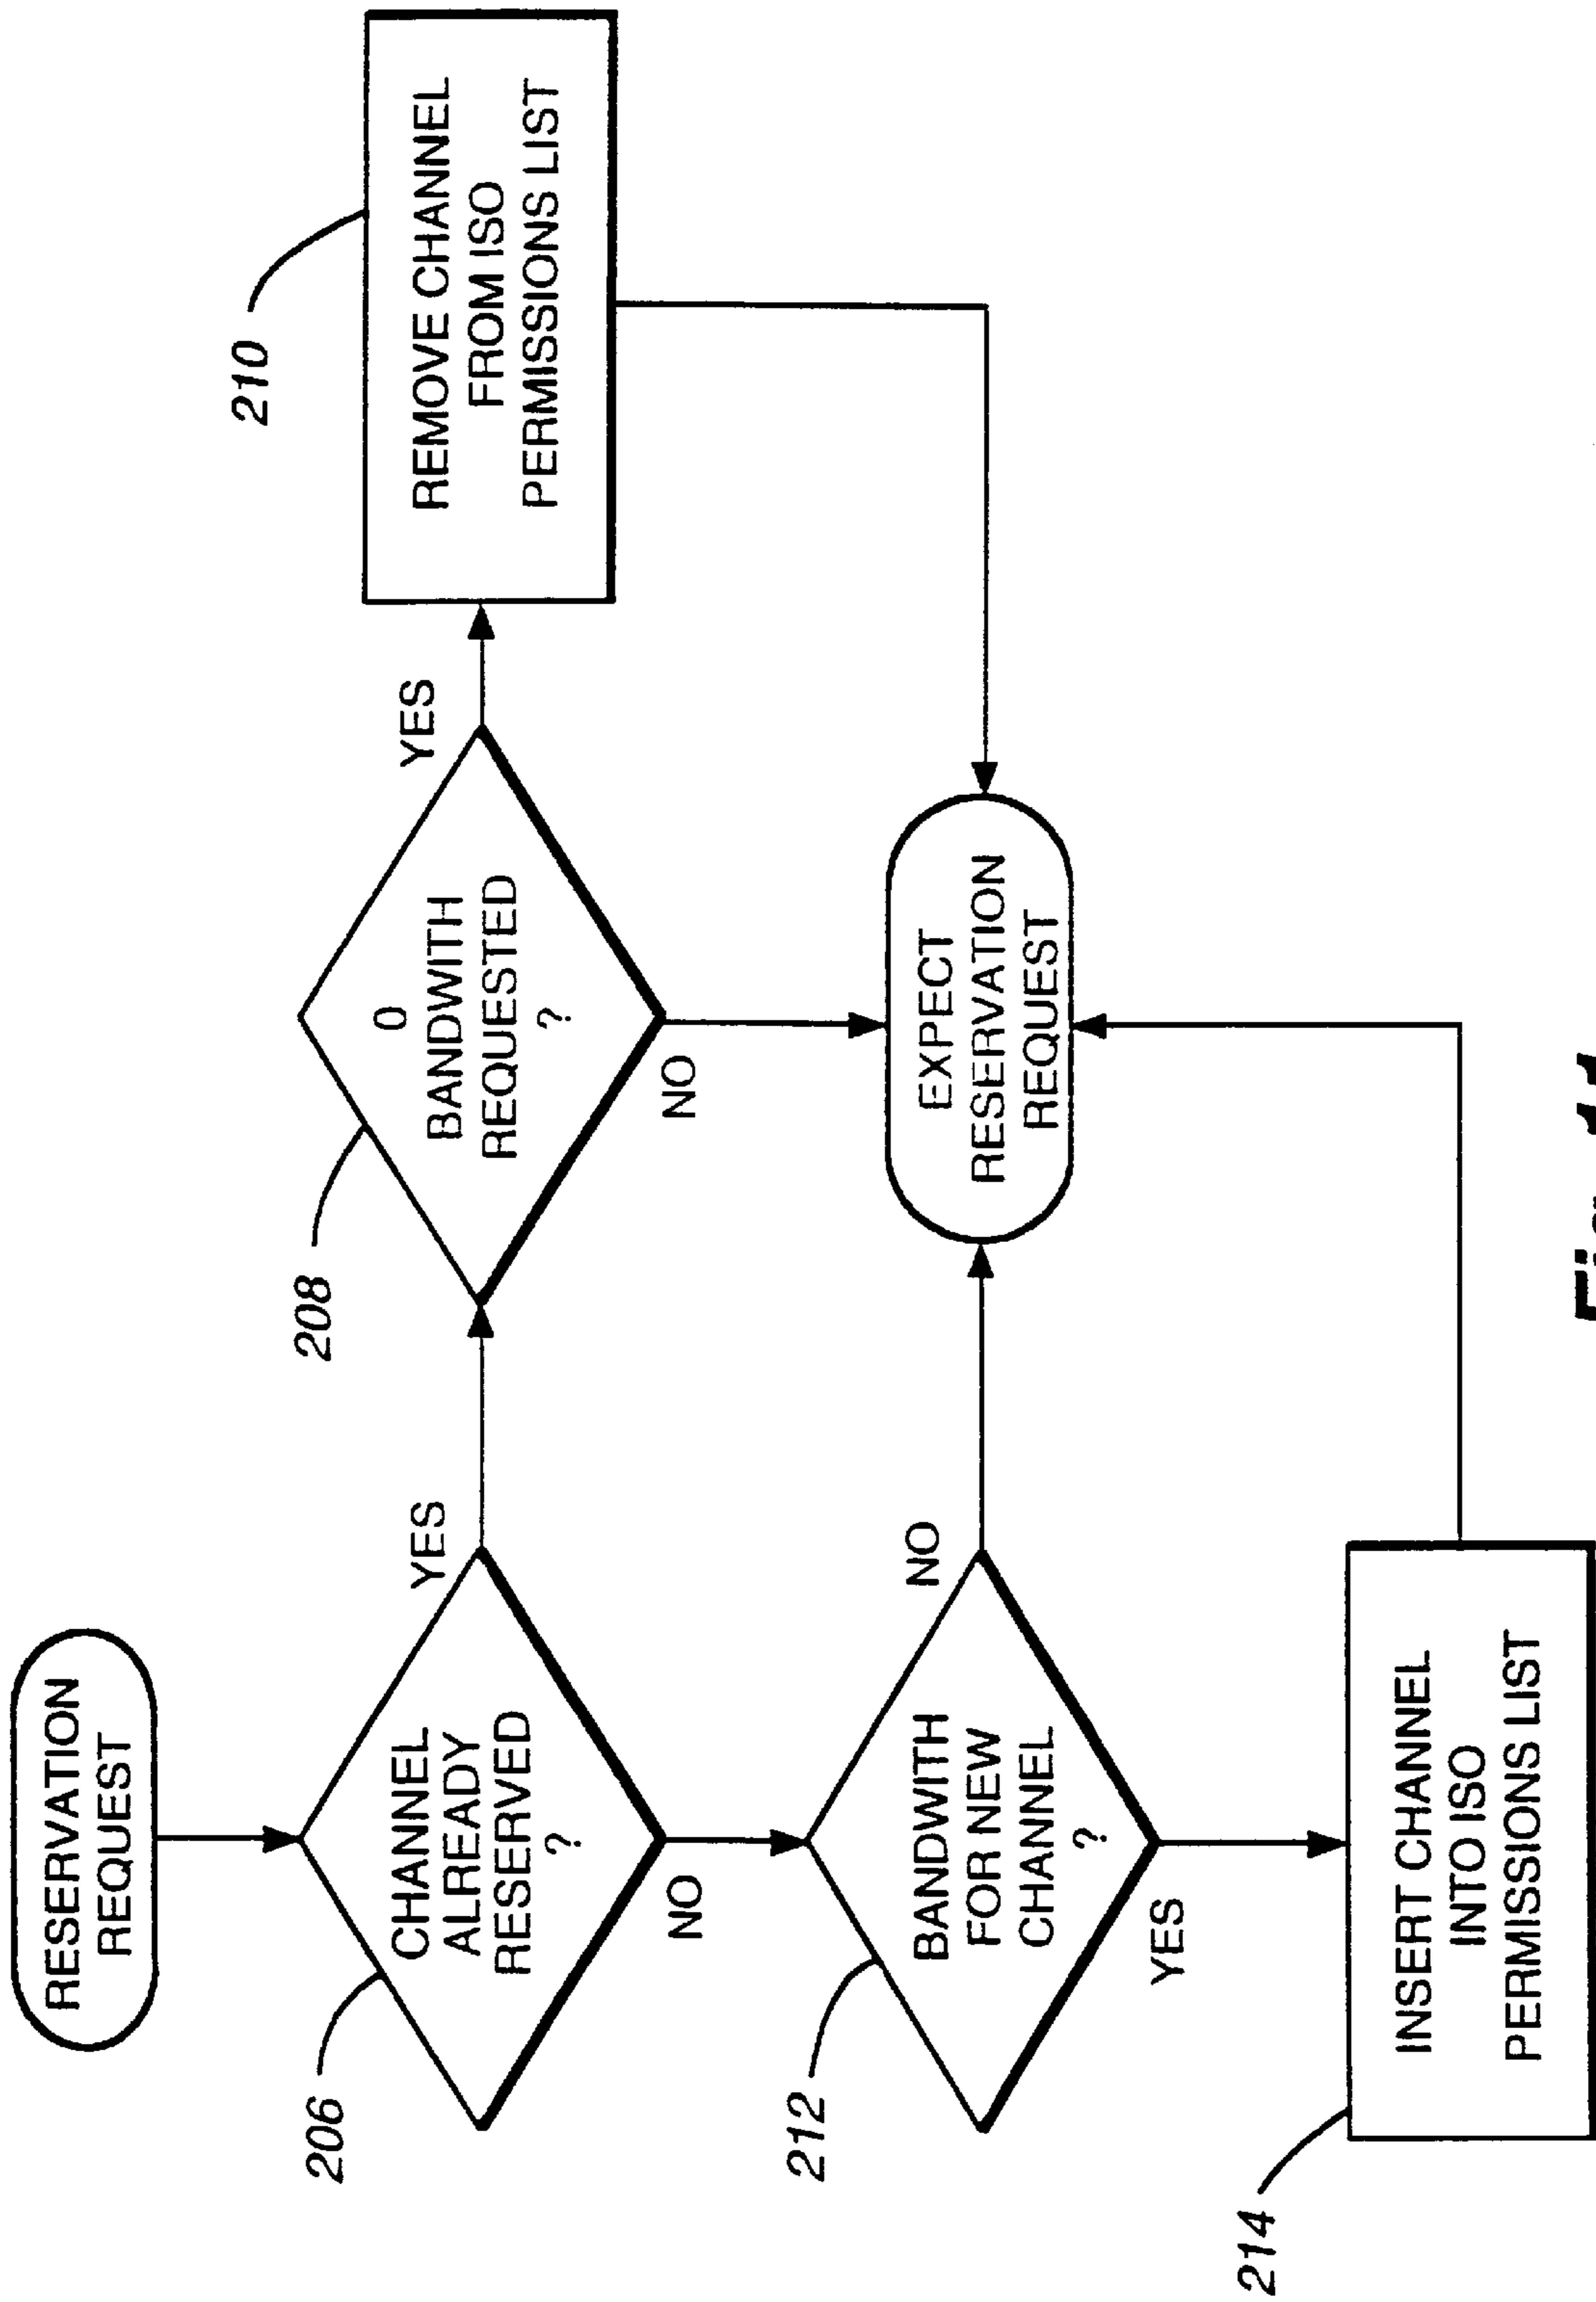 RESERVATION
REQUEST
206
CHANNEL
ALREADY
RESERVED
?
YES
NO
208
0
BANDWITH
REQUESTED
?
YES
NO
210
REMOVE CHANNEL
FROM ISO
PERMISSIONS LIST
212
BANDWITH
FOR NEW
CHANNEL
?
NO
YES
EXPECT
RESERVATION
REQUEST
214
INSERT CHANNEL
INTO ISO
PERMISSIONS LIST